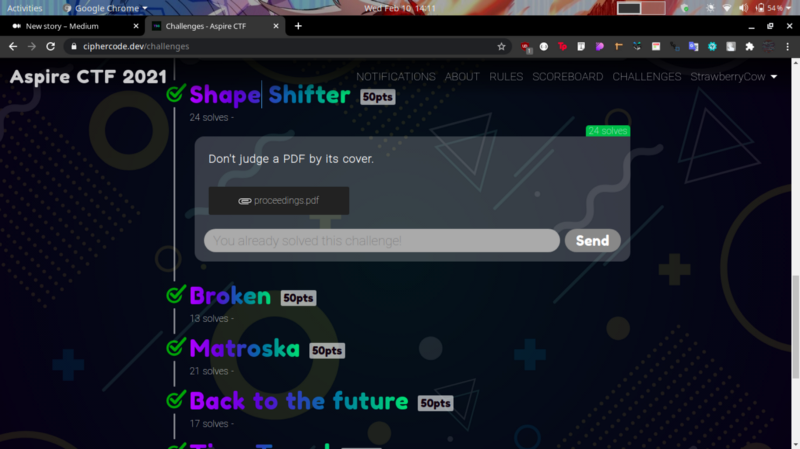 Activities Google Chrome Wed Feb 10, 14:11 54%
New story – Medium Challenges - Aspire CTF
ciphercode.dev/challenges
Aspire CTF 2021 NOTIFICATIONS ABOUT RULES SCOREBOARD CHALLENGES StrawberryCow
Shape Shifter 50pts
24 solves -
24 solves
Don't judge a PDF by its cover.
proceedings.pdf
You already solved this challenge! Send
Broken 50pts
13 solves -
Matroska 50pts
21 solves -
Back to the future 50pts
17 solves -